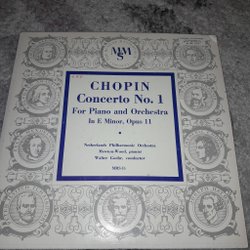 MMS
CHOPIN
Concerto No. 1
For Piano and Orchestra
In E Minor, Opus 11
Netherlands Philharmonic Orchestra
pianist
Walter Goehr, conductor